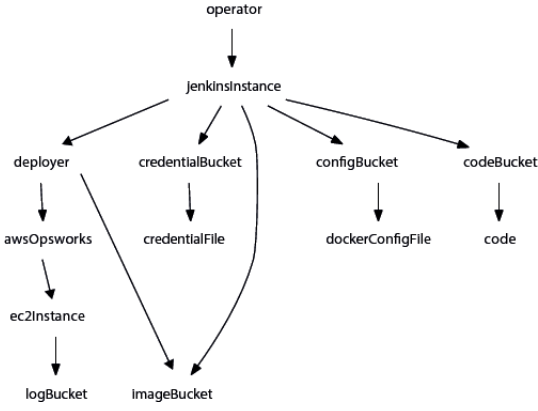 operator
jenkinsInstance
deployer credentialBucket configBucket codeBucket
awsOpsworks credentialFile dockerConfigFile code
ec2Instance
logBucket imageBucket